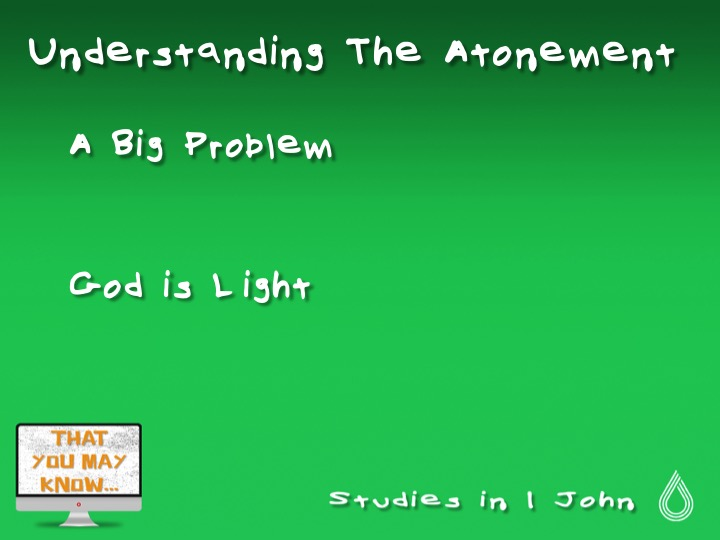 Understanding The Atonement
A Big Problem
God is Light
THAT
YOU MAY
KNOW...
Studies in 1 John